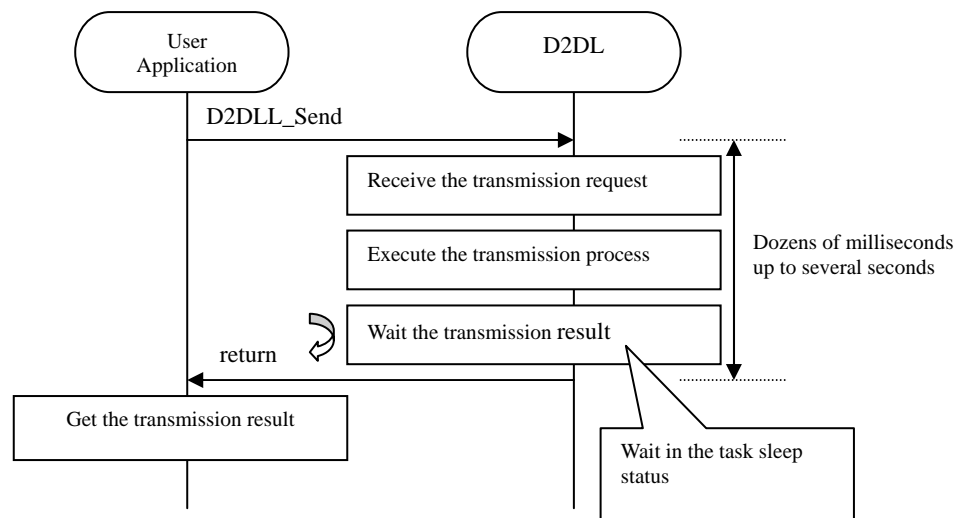 User
Application
D2DL
D2DLL_Send
Receive the transmission request
Execute the transmission process
Dozens of milliseconds
up to several seconds
Wait the transmission result
return
Get the transmission result
Wait in the task sleep
status